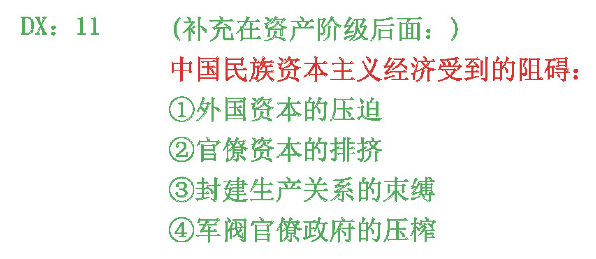 DX：11 (补充在资产阶级后面：)
中国民族资本主义经济受到的阻碍：
①外国资本的压迫
②官僚资本的排挤
③封建生产关系的束缚
④军阀官僚政府的压榨